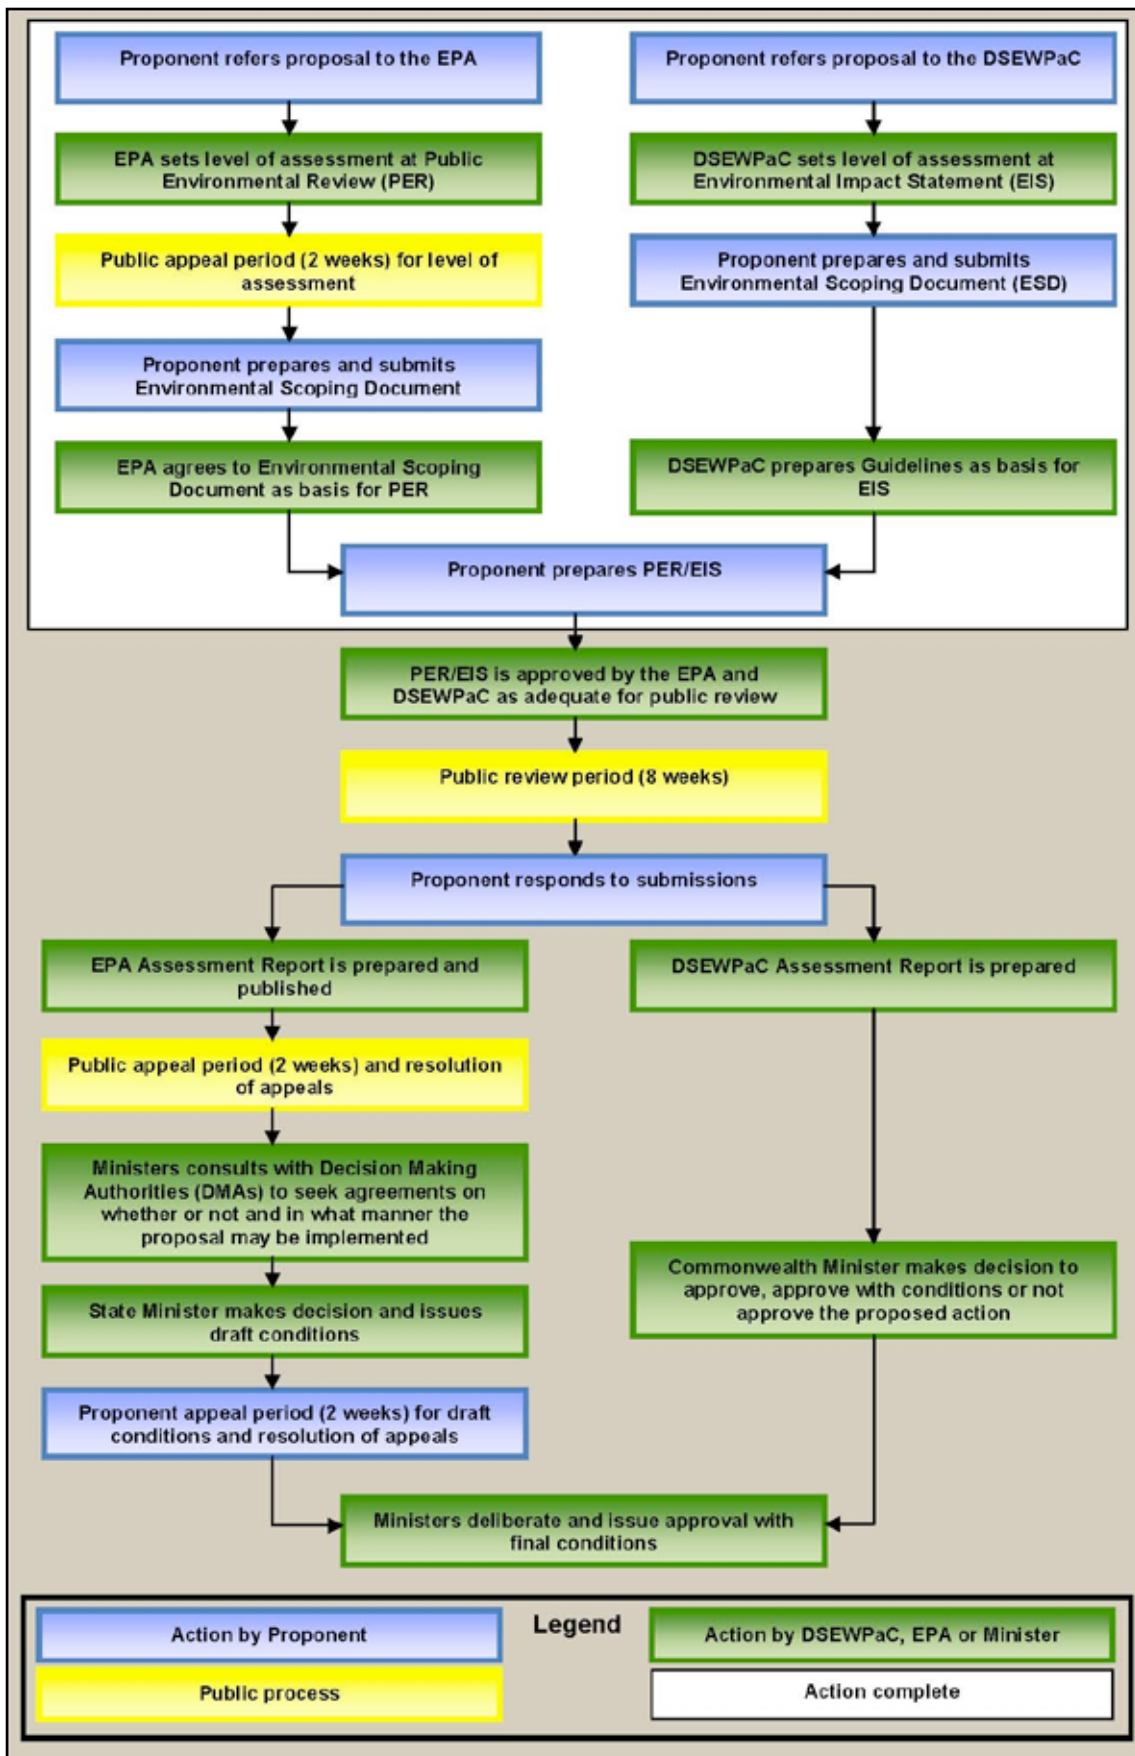 Proponent refers proposal to the EPA
Proponent refers proposal to the DSEWPaC
EPA sets level of assessment at Public
Environmental Review (PER)
DSEWPaC sets level of assessment at
Environmental Impact Statement (EIS)
Public appeal period (2 weeks) for level of
assessment
Proponent prepares and submits
Environmental Scoping Document (ESD)
Proponent prepares and submits
Environmental Scoping Document
EPA agrees to Environmental Scoping
Document as basis for PER
DSEWPaC prepares Guidelines as basis for
EIS
Proponent prepares PER/EIS
PER/EIS is approved by the EPA and
DSEWPaC as adequate for public review
Public review period (8 weeks)
Proponent responds to submissions
EPA Assessment Report is prepared and
published
DSEWPaC Assessment Report is prepared
Public appeal period (2 weeks) and resolution
of appeals
Ministers consults with Decision Making
Authorities (DMAs) to seek agreements on
whether or not and in what manner the
proposal may be implemented
Commonwealth Minister makes decision to
approve, approve with conditions or not
approve the proposed action
State Minister makes decision and issues
draft conditions
Proponent appeal period (2 weeks) for draft
conditions and resolution of appeals
Ministers deliberate and issue approval with
final conditions
Legend
Action by Proponent
Action by DSEWPaC, EPA or Minister
Public process
Action complete